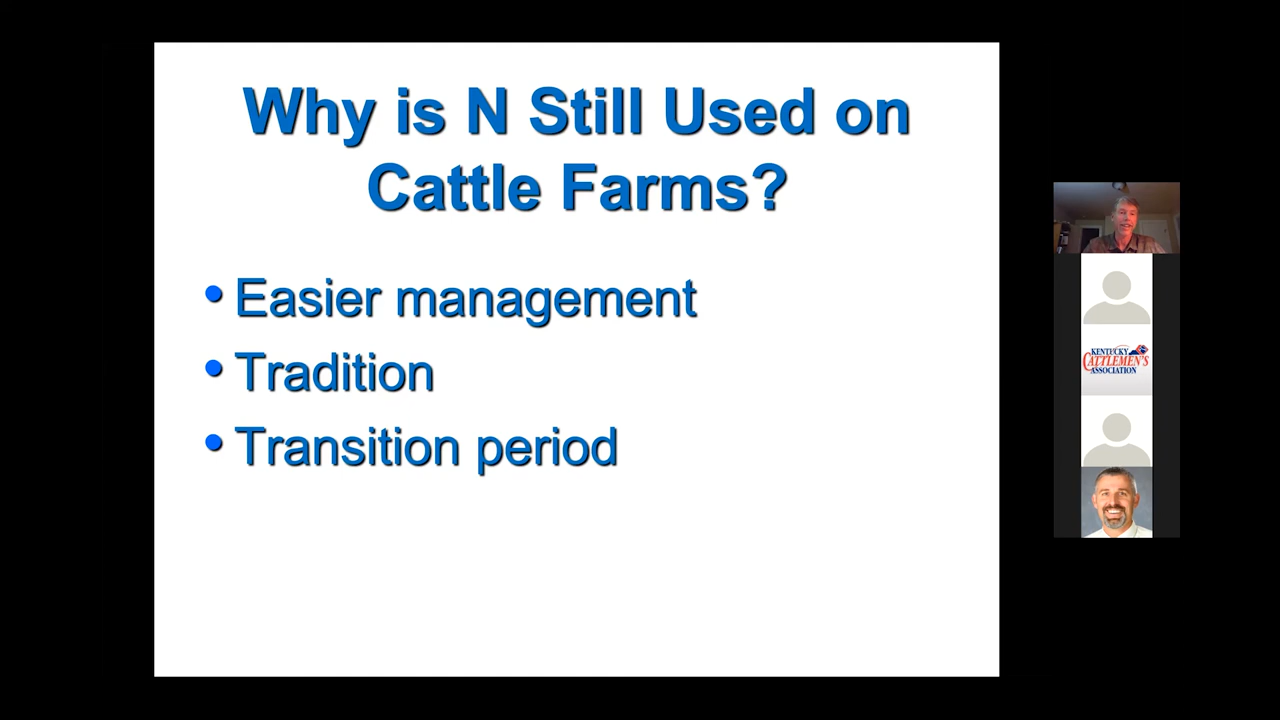 Why is N Still Used on
Cattle Farms?
• Easier management
• Tradition
• Transition period
KENTUCKY
CATTLEMEN'S
ASSOCIATION